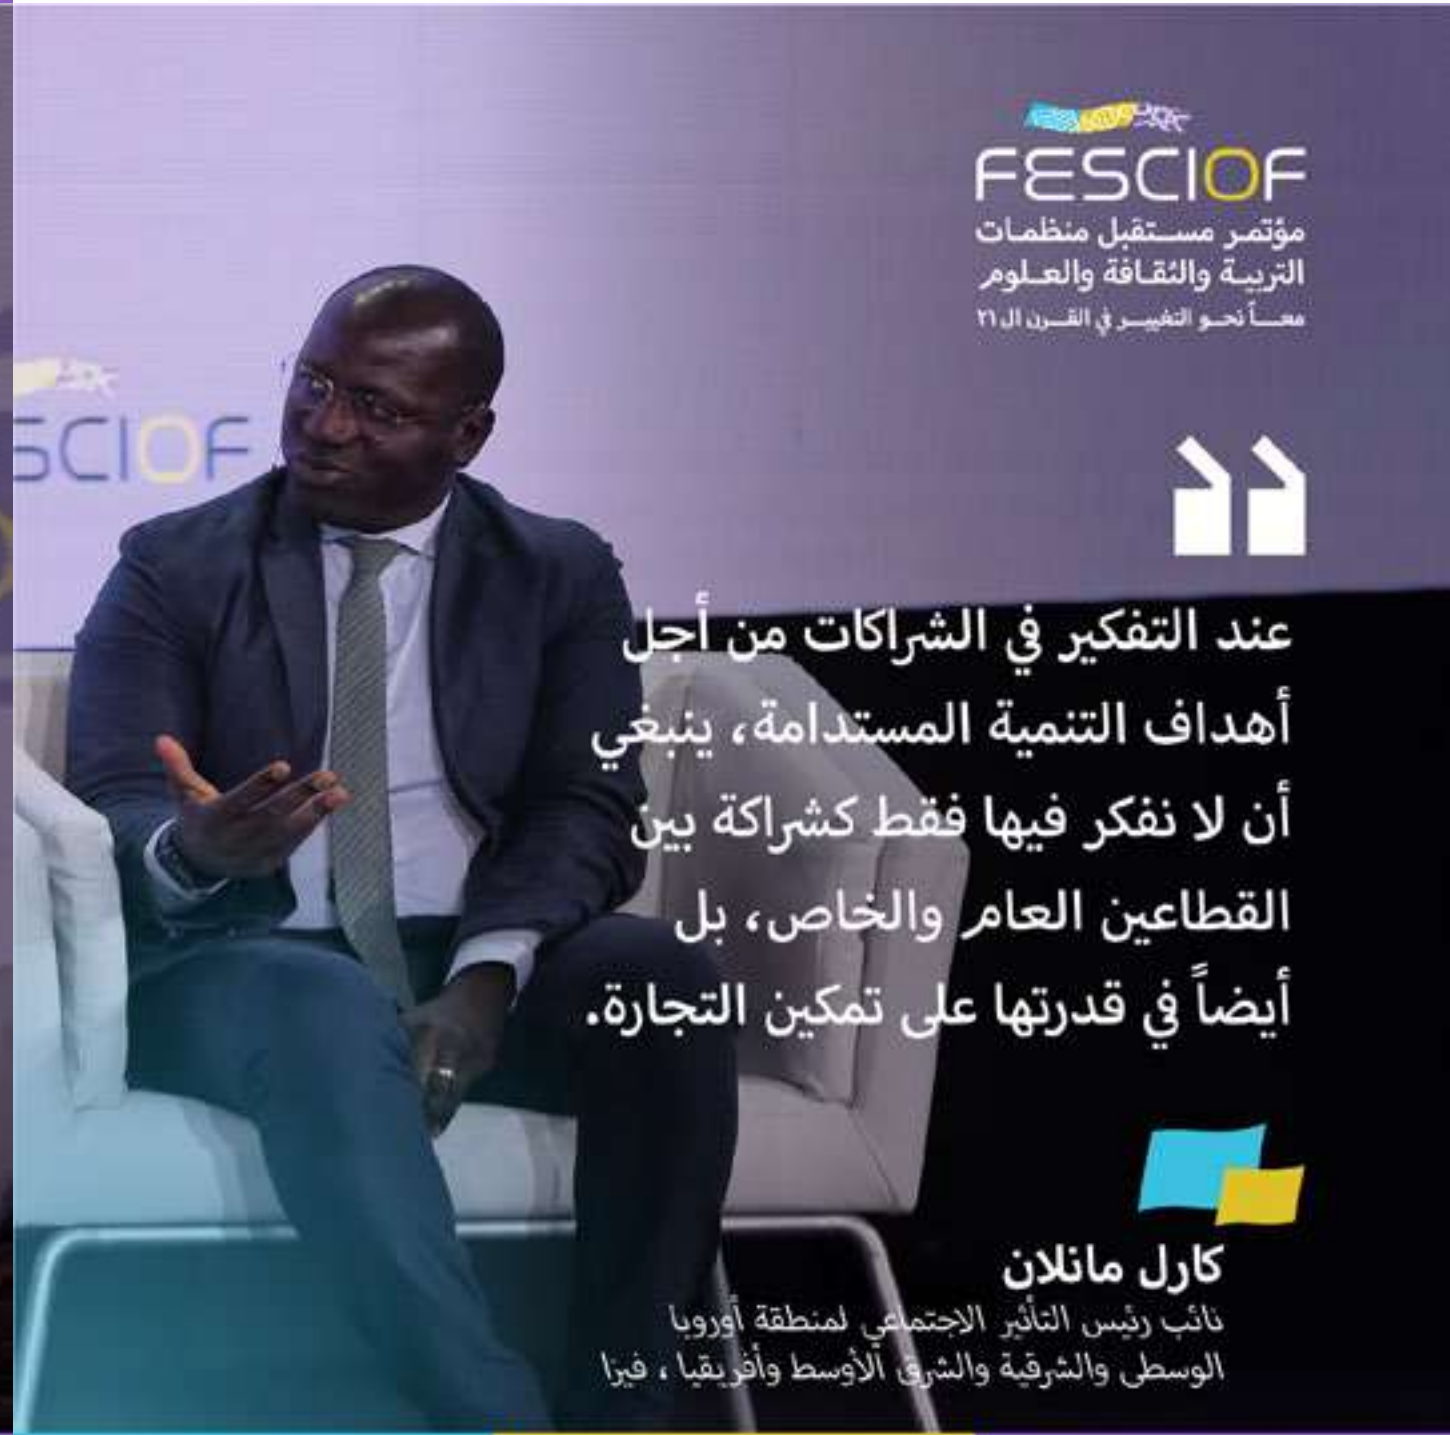 FESCIOF
مؤتمر مستقبل منظمات
التربية والثقافة والعلوم
معاً نحو التغيير في القرن ال ٢١
SCIOF
عند التفكير في الشراكات من أجل
أهداف التنمية المستدامة، ينبغي
أن لا نفكر فيها فقط كشراكة بين
القطاعين العام والخاص، بل
أيضاً في قدرتها على تمكين التجارة.
كارل مانلان
نائب رئيس التأثير الاجتماعي لمنطقة أوروبا
الوسطى والشرقية والشرق الأوسط وأفريقيا ، فيزا